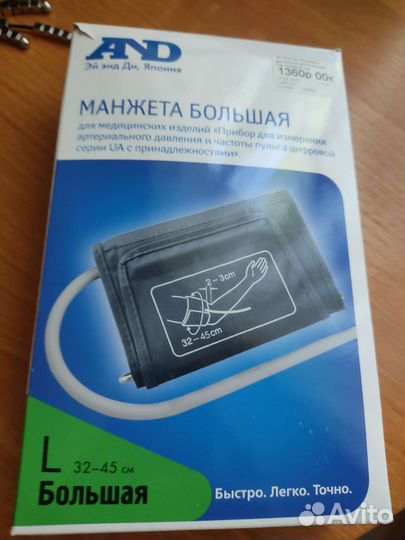 AND
Эй энд Ди, Япония
1360р 00к
МАНЖЕТА БОЛЬШАЯ
для медицинских изделий «Прибор для измерения
артериального давления и частоты пульса цифровой
серии UA с принадлежностями».
2-3cm
32-45cm
L 32-45 см
Большая
Быстро. Легко. Точно.
Avito